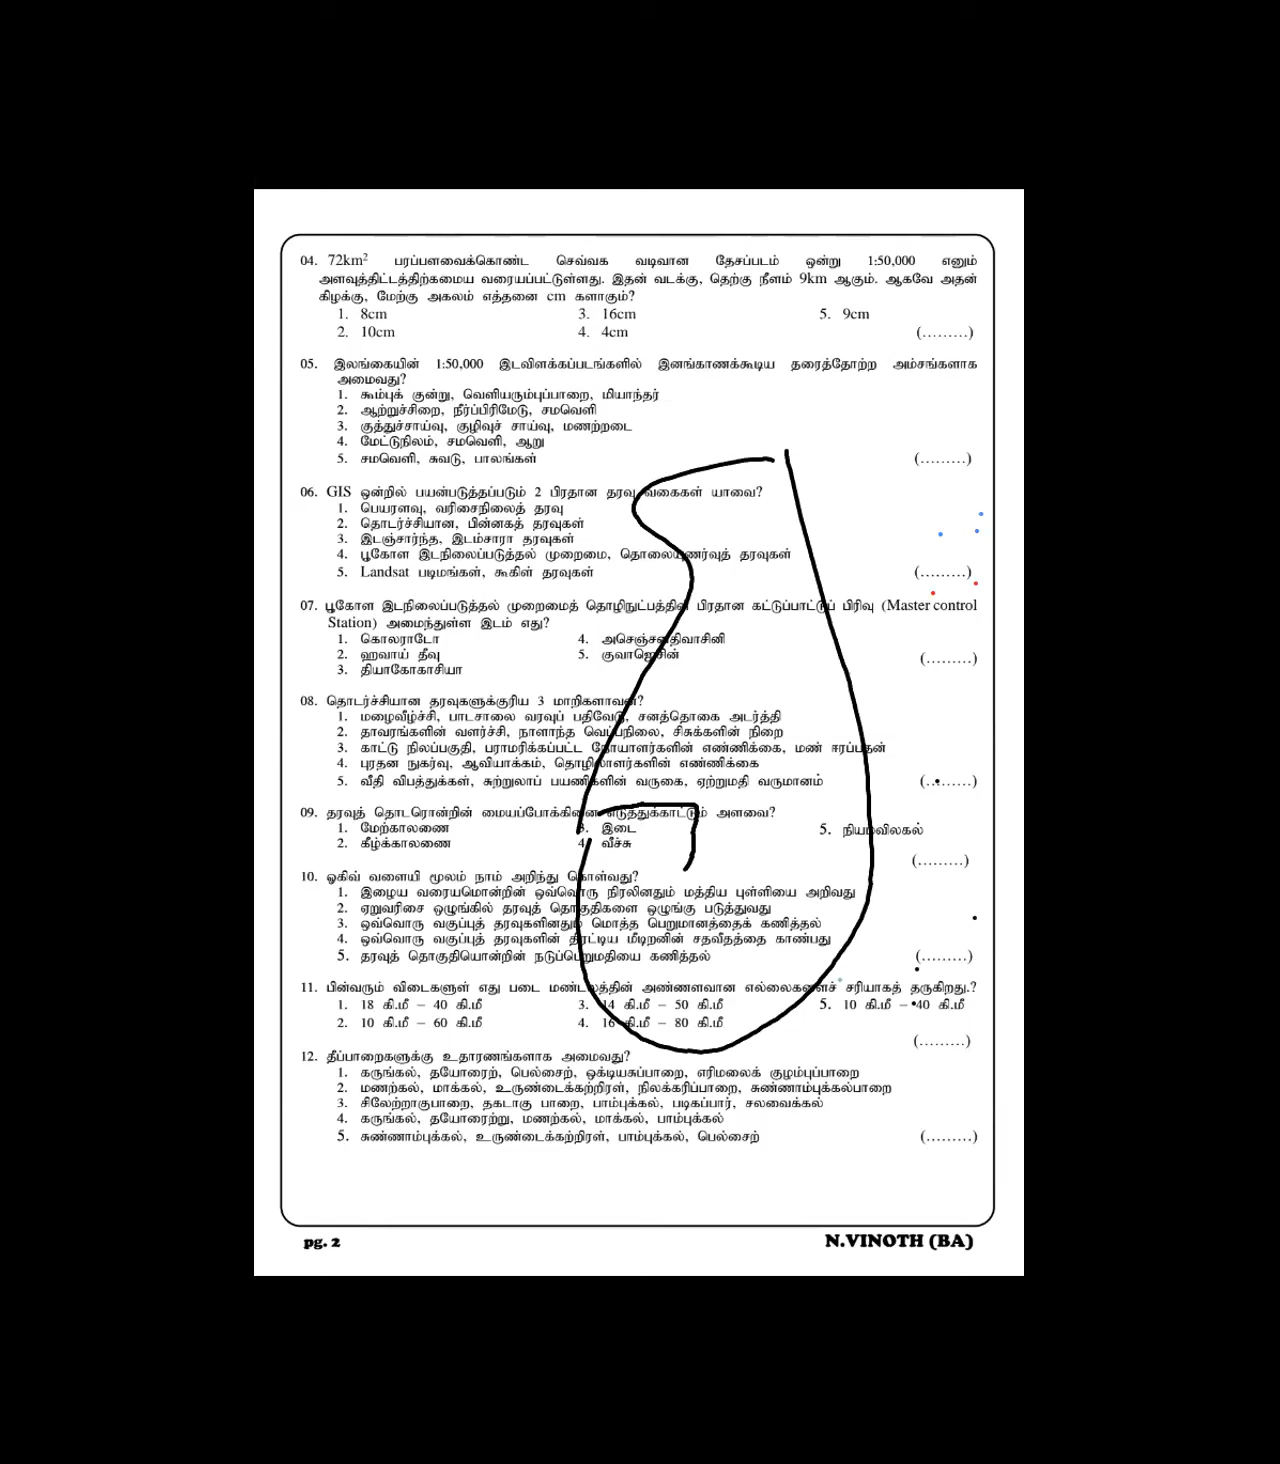 04. 72km² பரப்பளவைக்கொண்ட செவ்வக வடிவான தேசப்படம் ஒன்று 1:50,000 எனும்
அளவுத்திட்டத்திற்கமைய வரையப்பட்டுள்ளது. இதன் வடக்கு, தெற்கு நீளம் 9km ஆகும். ஆகவே அதன்
கிழக்கு, மேற்கு அகலம் எத்தனை cm களாகும்?
1. 8cm 3. 16cm 5. 9cm
2. 10cm 4. 4cm (.........)
05. இலங்கையின் 1:50,000 இடவிளக்கப்படங்களில் இனங்காணக்கூடிய தரைத்தோற்ற அம்சங்களாக
அமைவது?
1. கூம்புக் குன்று, வெளியரும்புப்பாறை, மியாந்தர்
2. ஆற்றுச்சிறை, நீர்ப்பிரிமேடு, சமவெளி
3. குத்துச்சாய்வு, குழிவுச் சாய்வு, மணற்றடை
4. மேட்டுநிலம், சமவெளி, ஆறு
5. சமவெளி, சுவடு, பாலங்கள் (.........)
06. GIS ஒன்றில் பயன்படுத்தப்படும் 2 பிரதான தரவு வகைகள் யாவை?
1. பெயரளவு, வரிசைநிலைத் தரவு
2. தொடர்ச்சியான, பின்னகத் தரவுகள்
3. இடஞ்சார்ந்த, இடம்சாரா தரவுகள்
4. பூகோள இடநிலைப்படுத்தல் முறைமை, தொலையுணர்வுத் தரவுகள்
5. Landsat படிமங்கள், கூகிள் தரவுகள் (.........)
07. பூகோள இடநிலைப்படுத்தல் முறைமைத் தொழிநுட்பத்தின் பிரதான கட்டுப்பாட்டுப் பிரிவு (Master control
Station) அமைந்துள்ள இடம் எது?
1. கொலராடோ 4. அசெஞ்சன்திவாசினி
2. ஹவாய் தீவு 5. குவாஜெசின் (.........)
3. தியாகோகாசியா
08. தொடர்ச்சியான தரவுகளுக்குரிய 3 மாறிகளாவன?
1. மழைவீழ்ச்சி, பாடசாலை வரவுப் பதிவேடு, சனத்தொகை அடர்த்தி
2. தாவரங்களின் வளர்ச்சி, நாளாந்த வெப்பநிலை, சிசுக்களின் நிறை
3. காட்டு நிலப்பகுதி, பராமரிக்கப்பட்ட நோயாளர்களின் எண்ணிக்கை, மண் ஈரப்பதன்
4. புரதன நுகர்வு, ஆவியாக்கம், தொழிலாளர்களின் எண்ணிக்கை
5. வீதி விபத்துக்கள், சுற்றுலாப் பயணிகளின் வருகை, ஏற்றுமதி வருமானம் (.........)
09. தரவுத் தொடரொன்றின் மையப்போக்கினை எடுத்துக்காட்டும் அளவை?
1. மேற்காலணை 3. இடை 5. நியமவிலகல்
2. கீழ்க்காலணை 4. வீச்சு
(.........)
10. ஓகிவ் வளையி மூலம் நாம் அறிந்து கொள்வது?
1. இழைய வரையமொன்றின் ஒவ்வொரு நிரலினதும் மத்திய புள்ளியை அறிவது
2. ஏறுவரிசை ஒழுங்கில் தரவுத் தொகுதிகளை ஒழுங்கு படுத்துவது
3. ஒவ்வொரு வகுப்புத் தரவுகளினதும் மொத்த பெறுமானத்தைக் கணித்தல்
4. ஒவ்வொரு வகுப்புத் தரவுகளின் திரட்டிய மீடிறனின் சதவீதத்தை காண்பது
5. தரவுத் தொகுதியொன்றின் நடுப்பெறுமதியை கணித்தல் (.........)
11. பின்வரும் விடைகளுள் எது படை மண்டலத்தின் அண்ணளவான எல்லைகளைச் சரியாகத் தருகிறது.?
1. 18 கி.மீ – 40 கி.மீ 3. 14 கி.மீ – 50 கி.மீ 5. 10 கி.மீ – 40 கி.மீ
2. 10 கி.மீ – 60 கி.மீ 4. 16 கி.மீ – 80 கி.மீ
(.........)
12. தீப்பாறைகளுக்கு உதாரணங்களாக அமைவது?
1. கருங்கல், தயோரைற், பெல்சைற், ஒக்டியசுப்பாறை, எரிமலைக் குழம்புப்பாறை
2. மணற்கல், மாக்கல், உருண்டைக்கற்றிரள், நிலக்கரிப்பாறை, சுண்ணாம்புக்கல்பாறை
3. சிலேற்றாகுபாறை, தகடாகு பாறை, பாம்புக்கல், படிகப்பார், சலவைக்கல்
4. கருங்கல், தயோரைற்று, மணற்கல், மாக்கல், பாம்புக்கல்
5. சுண்ணாம்புக்கல், உருண்டைக்கற்றிரள், பாம்புக்கல், பெல்சைற் (.........)
pg. 2 N.VINOTH (BA)